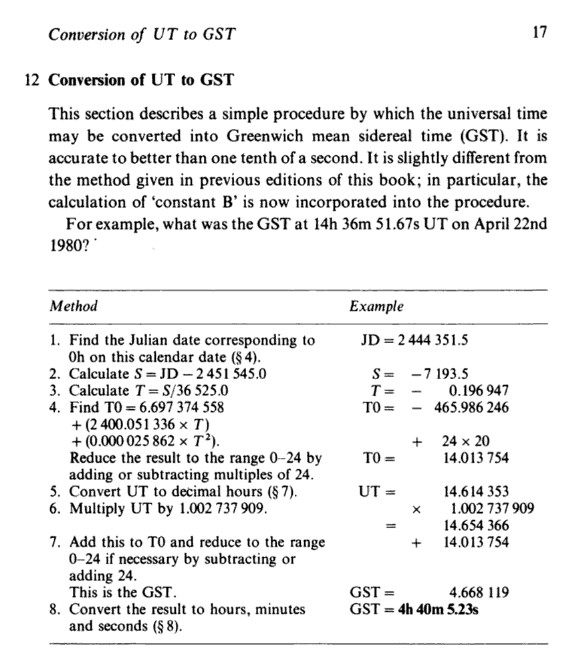 Conversion of UT to GST 17
12 Conversion of UT to GST
This section describes a simple procedure by which the universal time
may be converted into Greenwich mean sidereal time (GST). It is
accurate to better than one tenth of a second. It is slightly different from
the method given in previous editions of this book; in particular, the
calculation of ‘constant B’ is now incorporated into the procedure.
For example, what was the GST at 14h 36m 51.67s UT on April 22nd
1980?
Method Example
1. Find the Julian date corresponding to JD = 2 444 351.5
0h on this calendar date (§ 4).
2. Calculate S = JD − 2 451 545.0 S = −7 193.5
3. Calculate T = S/36 525.0 T = − 0.196 947
4. Find T0 = 6.697 374 558 T0 = − 465.986 246
+ (2 400.051 336 × T)
+ (0.000 025 862 × T²). + 24 × 20
Reduce the result to the range 0–24 by T0 = 14.013 754
adding or subtracting multiples of 24.
5. Convert UT to decimal hours (§ 7). UT = 14.614 353
6. Multiply UT by 1.002 737 909. × 1.002 737 909
= 14.654 366
7. Add this to T0 and reduce to the range + 14.013 754
0–24 if necessary by subtracting or
adding 24.
This is the GST. GST = 4.668 119
8. Convert the result to hours, minutes GST = 4h 40m 5.23s
and seconds (§ 8).